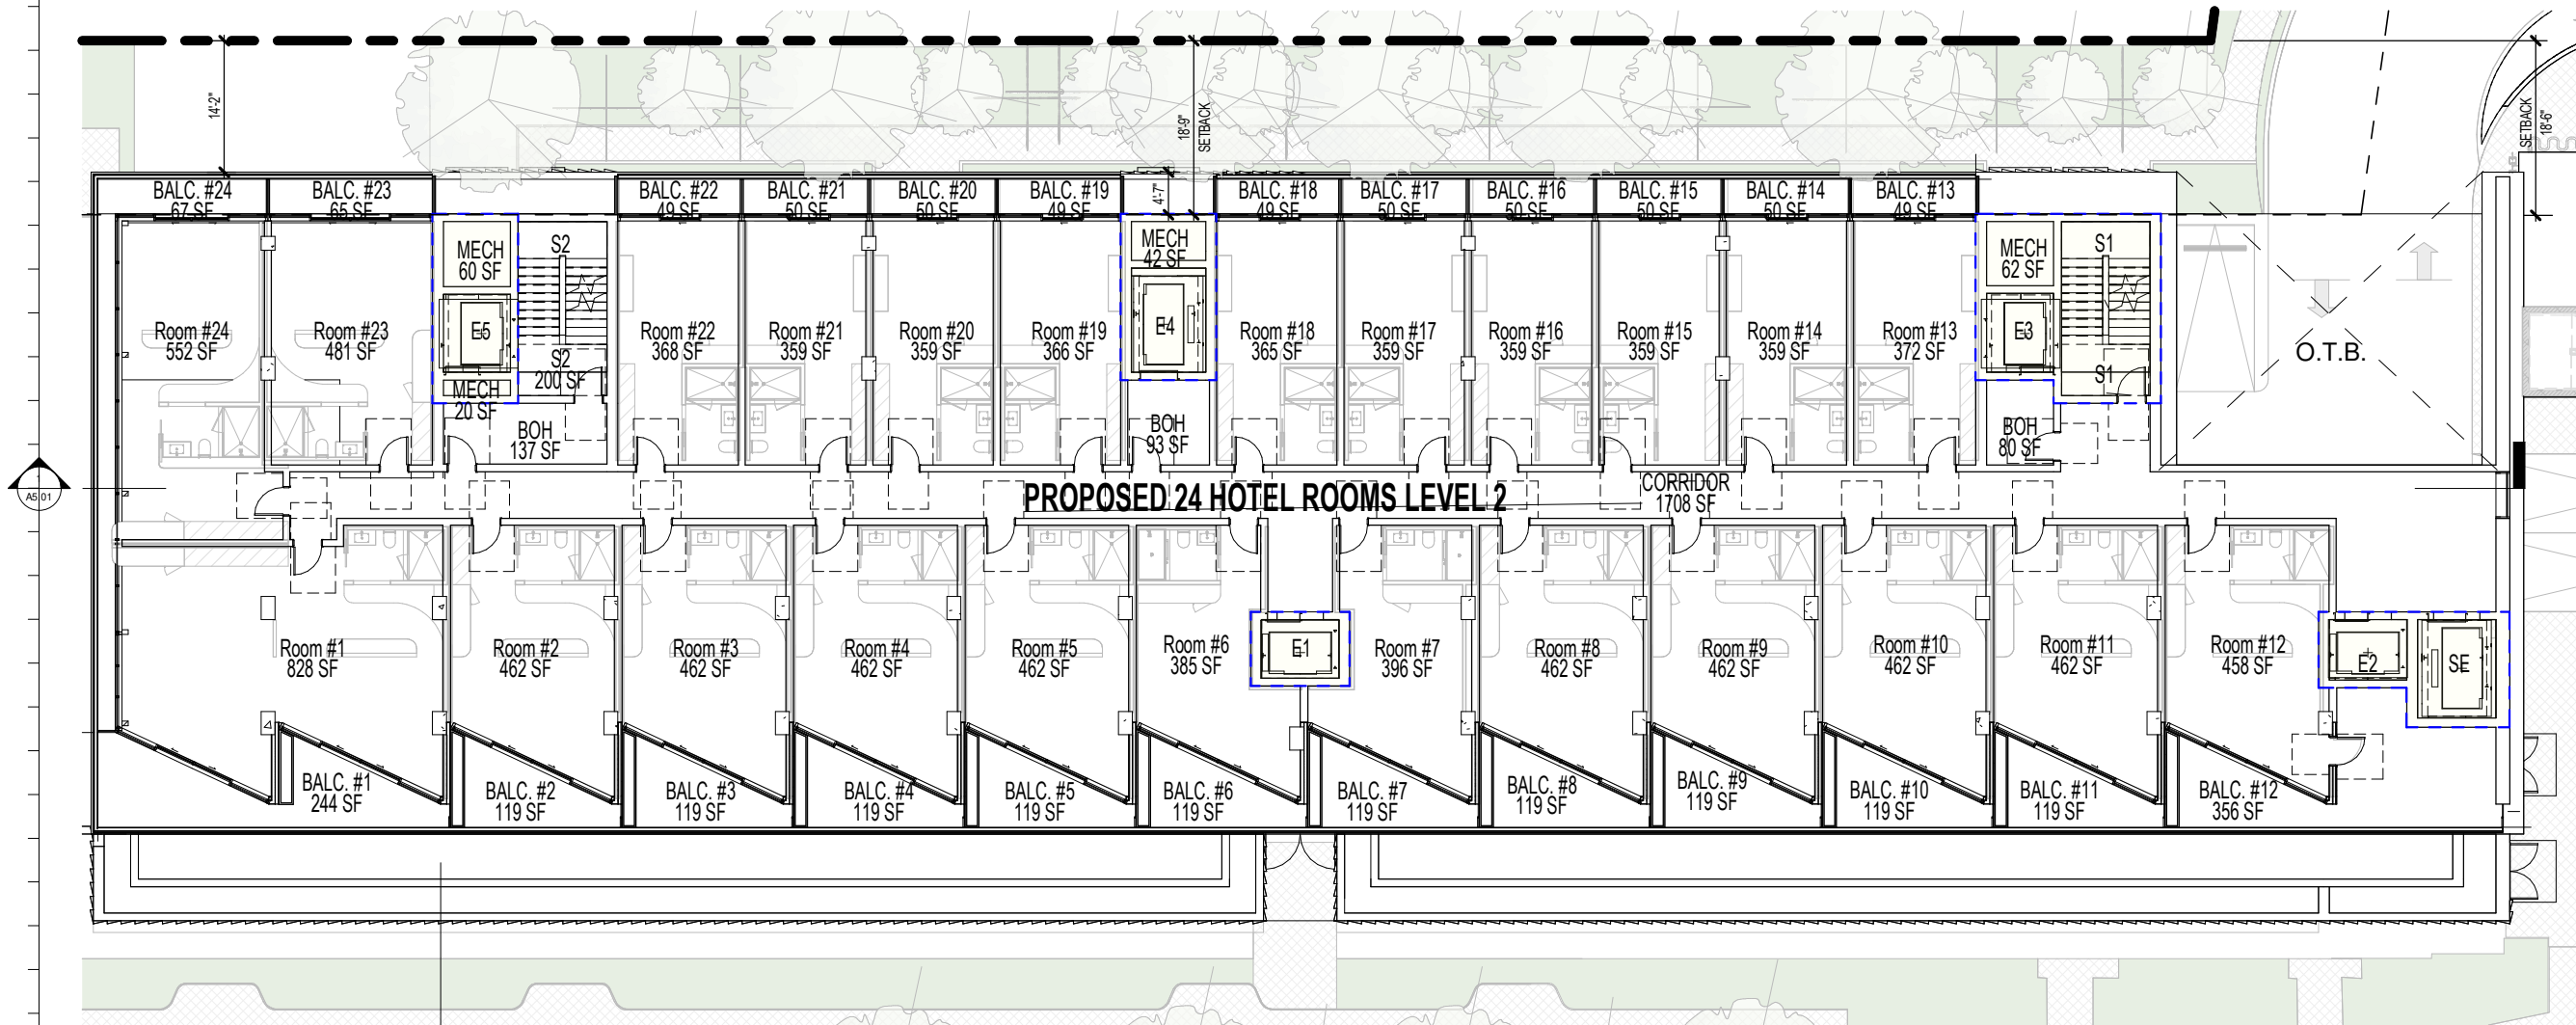 14'-2"
18'-9"
SETBACK
SETBACK
18'-6"
BALC. #24
67 SF
BALC. #23
65 SF
BALC. #22
49 SF
BALC. #21
50 SF
BALC. #20
50 SF
BALC. #19
49 SF
4'-7"
BALC. #18
49 SF
BALC. #17
50 SF
BALC. #16
50 SF
BALC. #15
50 SF
BALC. #14
50 SF
BALC. #13
49 SF
MECH
60 SF
S2
MECH
42 SF
MECH
62 SF
S1
Room #24
552 SF
Room #23
481 SF
E5
S2
200 SF
MECH
20 SF
BOH
137 SF
Room #22
368 SF
Room #21
359 SF
Room #20
359 SF
Room #19
366 SF
E4
BOH
93 SF
Room #18
365 SF
Room #17
359 SF
Room #16
359 SF
Room #15
359 SF
Room #14
359 SF
Room #13
372 SF
E3
S1
BOH
80 SF
O.T.B.
A5.01
PROPOSED 24 HOTEL ROOMS LEVEL 2
CORRIDOR
1708 SF
Room #1
828 SF
Room #2
462 SF
Room #3
462 SF
Room #4
462 SF
Room #5
462 SF
Room #6
385 SF
E1
Room #7
396 SF
Room #8
462 SF
Room #9
462 SF
Room #10
462 SF
Room #11
462 SF
Room #12
458 SF
E2
SE
BALC. #1
244 SF
BALC. #2
119 SF
BALC. #3
119 SF
BALC. #4
119 SF
BALC. #5
119 SF
BALC. #6
119 SF
BALC. #7
119 SF
BALC. #8
119 SF
BALC. #9
119 SF
BALC. #10
119 SF
BALC. #11
119 SF
BALC. #12
356 SF